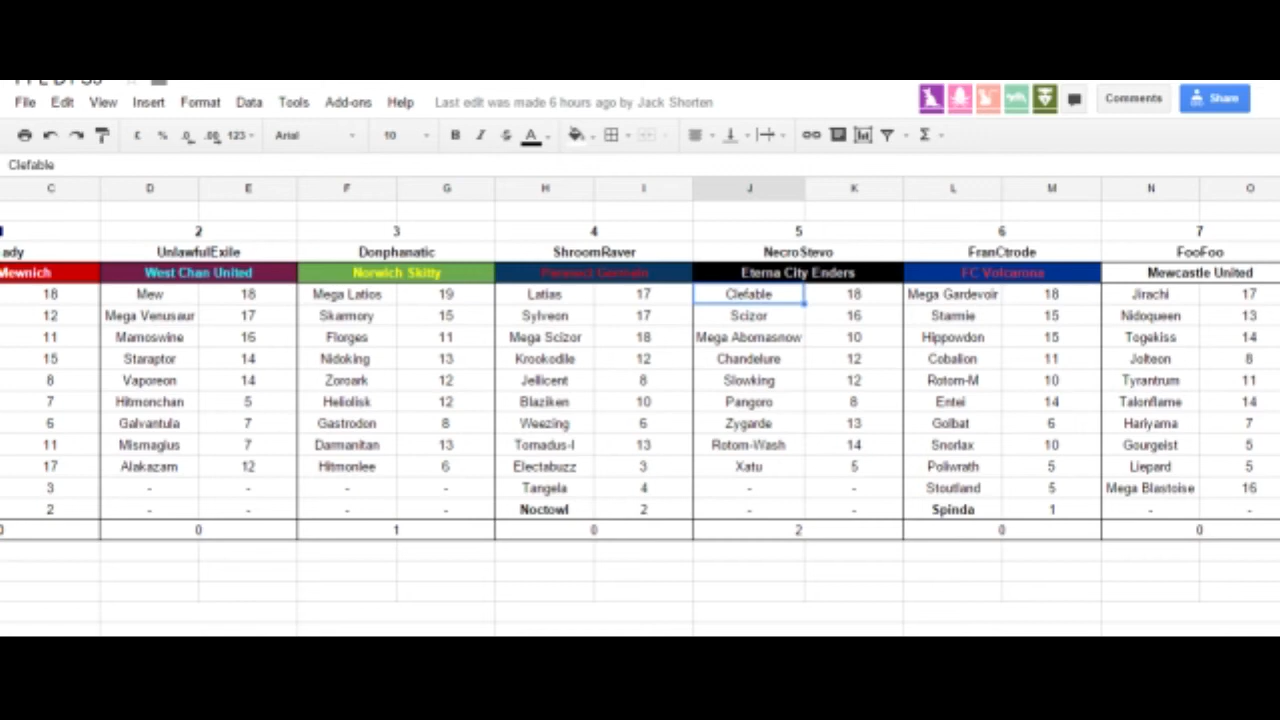 File Edit View Insert Format Data Tools Add-ons Help Last edit was made 6 hours ago by Jack Shorten Comments Share
£ % .0 .00 123 Arial 10 B I S A Σ
Clefable
C D E F G H I J K L M N O
2 3 4 5 6 7
ady UnlawfulExile Donphanatic ShroomRaver NecroStevo FranCtrode FooFoo
Mewnich West Chan United Norwich Skitty Germain Eterna City Enders FC Volcarona Mewcastle United
18 Mew 18 Mega Latios 19 Latias 17 Clefable 18 Mega Gardevoir 18 Jirachi 17
12 Mega Venusaur 17 Skarmory 15 Sylveon 17 Scizor 16 Starmie 15 Nidoqueen 13
11 Mamoswine 16 Florges 11 Mega Scizor 18 Mega Abomasnow 10 Hippowdon 15 Togekiss 14
15 Staraptor 14 Nidoking 13 Krookodile 12 Chandelure 12 Cobalion 11 Jolteon 8
8 Vaporeon 14 Zoroark 12 Jellicent 8 Slowking 12 Rotom-M 10 Tyrantrum 11
7 Hitmonchan 5 Heliolisk 12 Blaziken 10 Pangoro 8 Entei 14 Talonflame 14
6 Galvantula 7 Gastrodon 8 Weezing 6 Zygarde 13 Golbat 6 Hariyama 7
11 Mismagius 7 Darmanitan 13 Tornadus-I 13 Rotom-Wash 14 Snorlax 10 Gourgeist 5
17 Alakazam 12 Hitmonlee 6 Electabuzz 3 Xatu 5 Poliwrath 5 Liepard 5
3 - - - - Tangela 4 - - Stoutland 5 Mega Blastoise 16
2 - - - - Noctowl 2 - - Spinda 1 - -
0 0 1 0 2 0 0